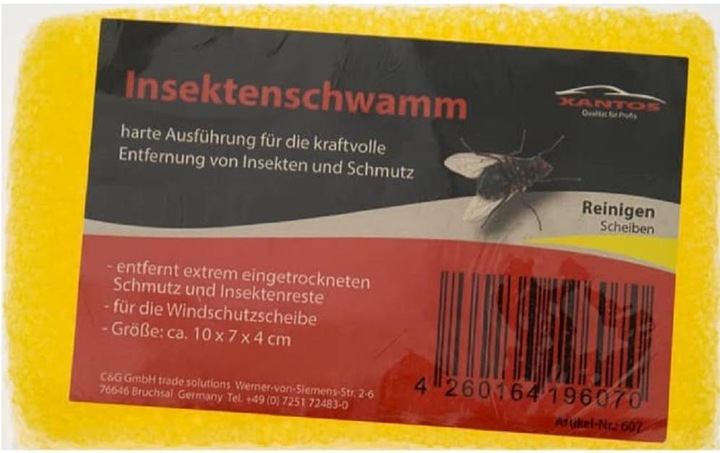 Insektenschwamm
harte Ausführung für die kraftvolle
Entfernung von Insekten und Schmutz
XANTOS
Qualität für Profis
Reinigen
Scheiben
- entfernt extrem eingetrockneten
Schmutz und Insektenreste
- für die Windschutzscheibe
- Größe: ca. 10 x 7 x 4 cm
C&G GmbH trade solutions Werner-von-Siemens-Str. 2-6
76646 Bruchsal Germany Tel. +49 (0) 7251 72483-0
4 260164 196070
Artikel-Nr.: 607